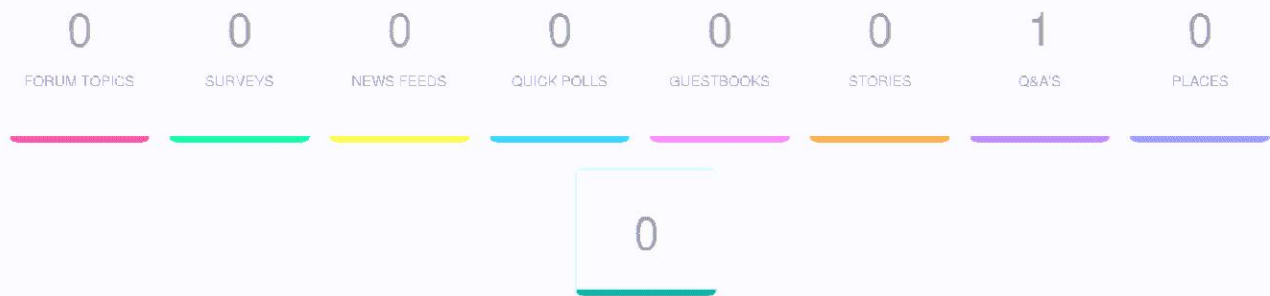 0 0 0 0 0 0 1 0
FORUM TOPICS SURVEYS NEWS FEEDS QUICK POLLS GUESTBOOKS STORIES Q&A'S PLACES
0